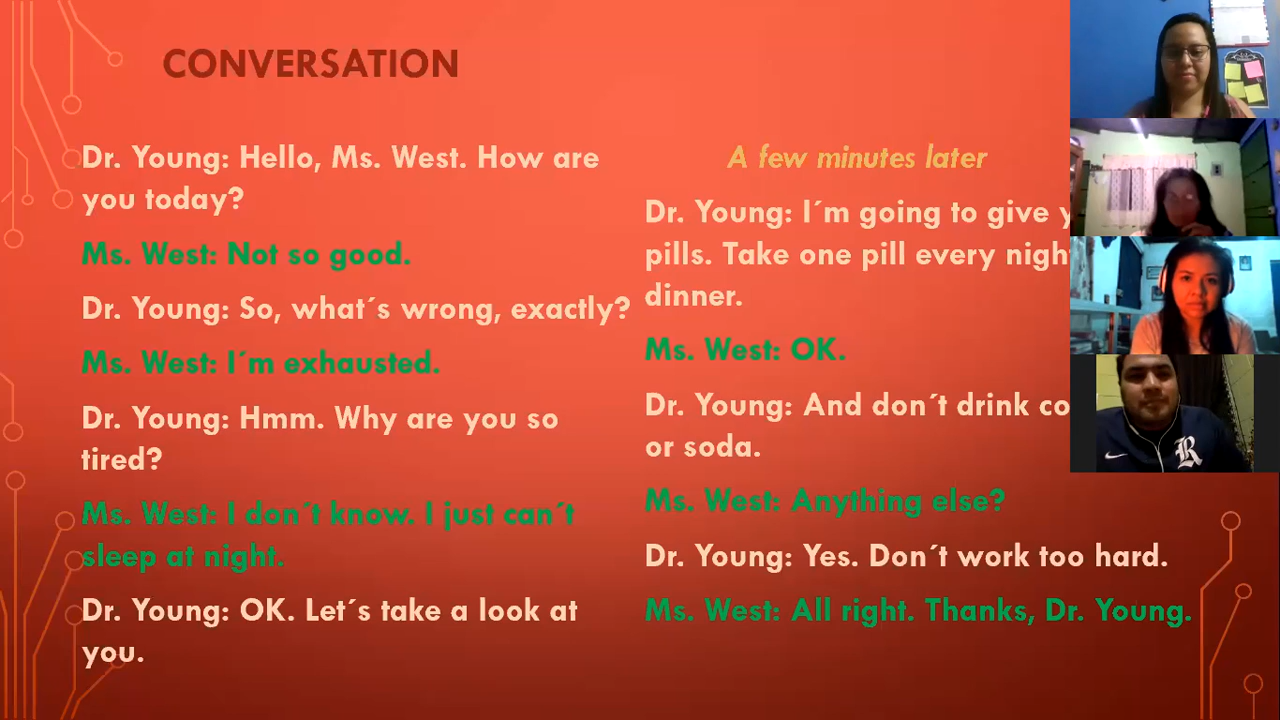 CONVERSATION
Dr. Young: Hello, Ms. West. How are
you today?
Ms. West: Not so good.
Dr. Young: So, what´s wrong, exactly?
Ms. West: I´m exhausted.
Dr. Young: Hmm. Why are you so
tired?
Ms. West: I don´t know. I just can´t
sleep at night.
Dr. Young: OK. Let´s take a look at
you.
A few minutes later
Dr. Young: I´m going to give
pills. Take one pill every
dinner.
Ms. West: OK.
Dr. Young: And don´t drink
or soda.
Ms. West: Anything else?
Dr. Young: Yes. Don´t work too hard.
Ms. West: All right. Thanks, Dr. Young.
R